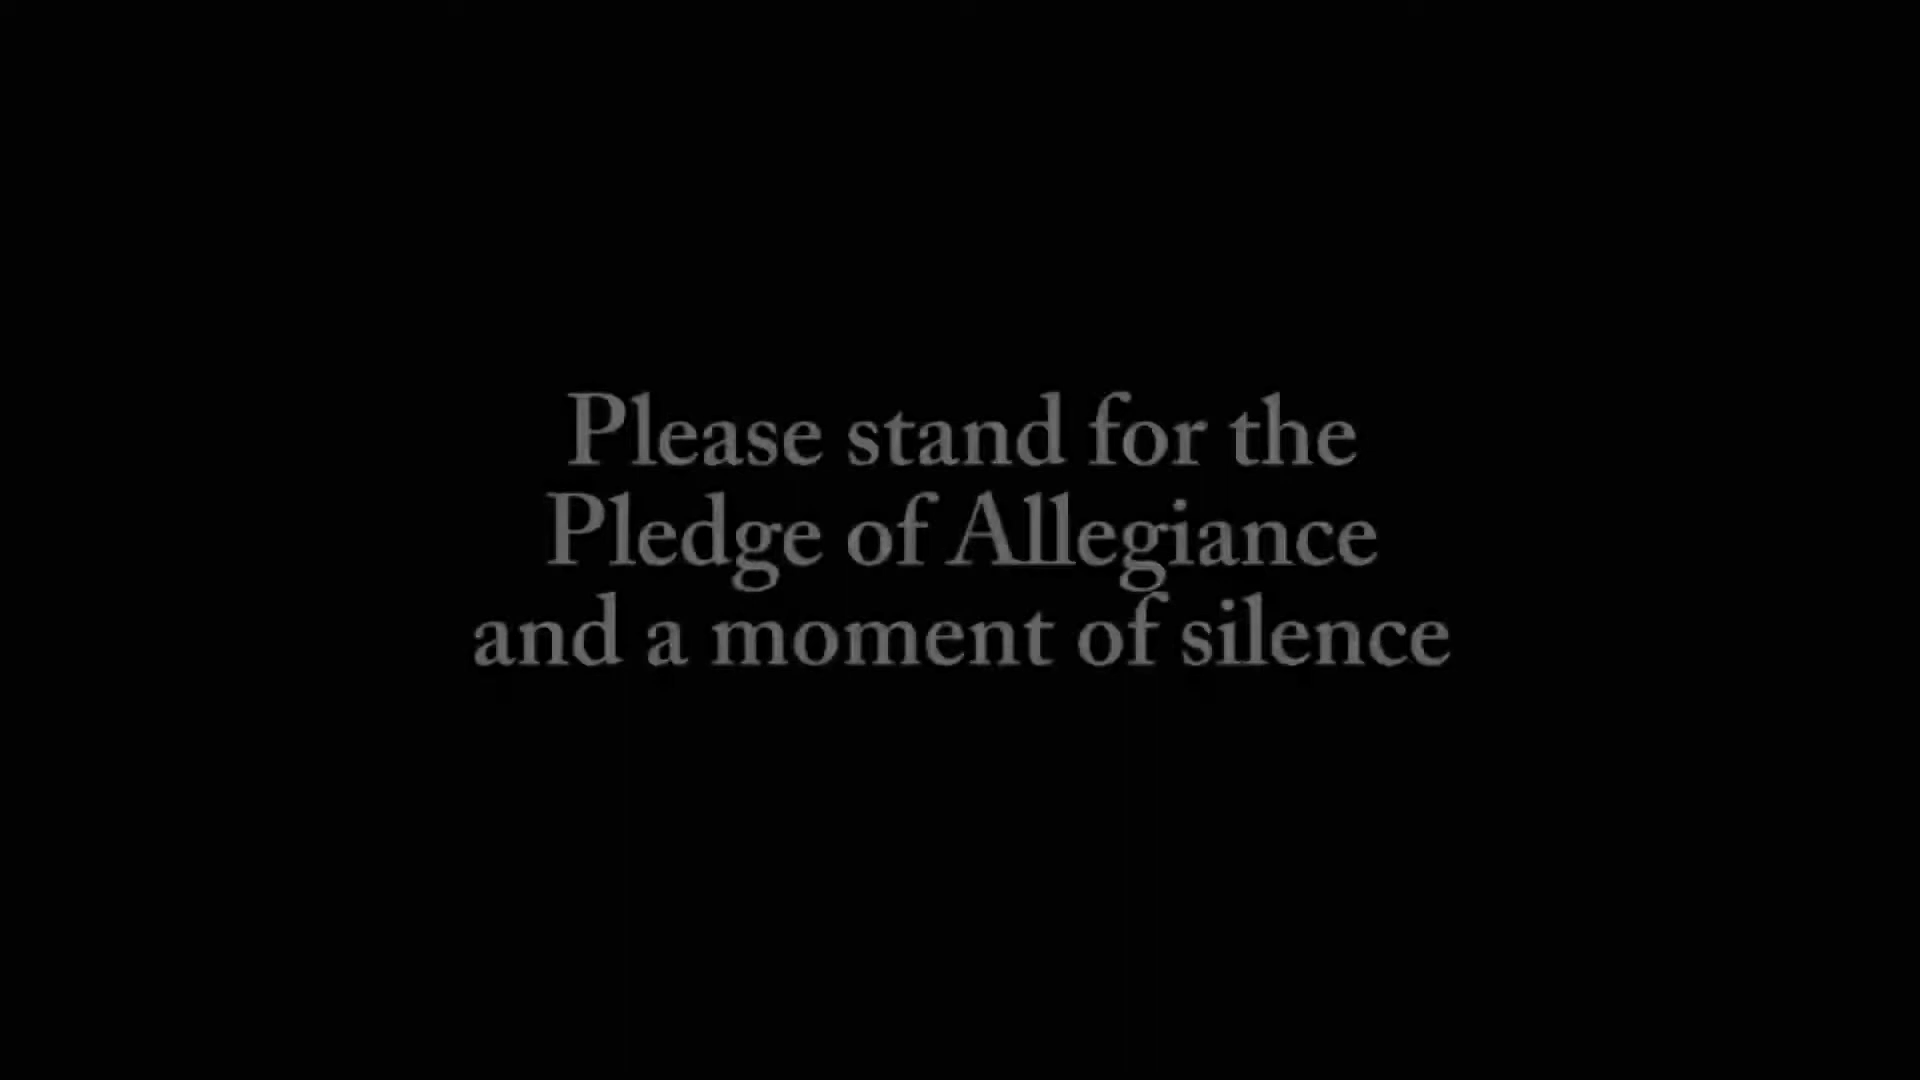 Please stand for the
Pledge of Allegiance
and a moment of silence